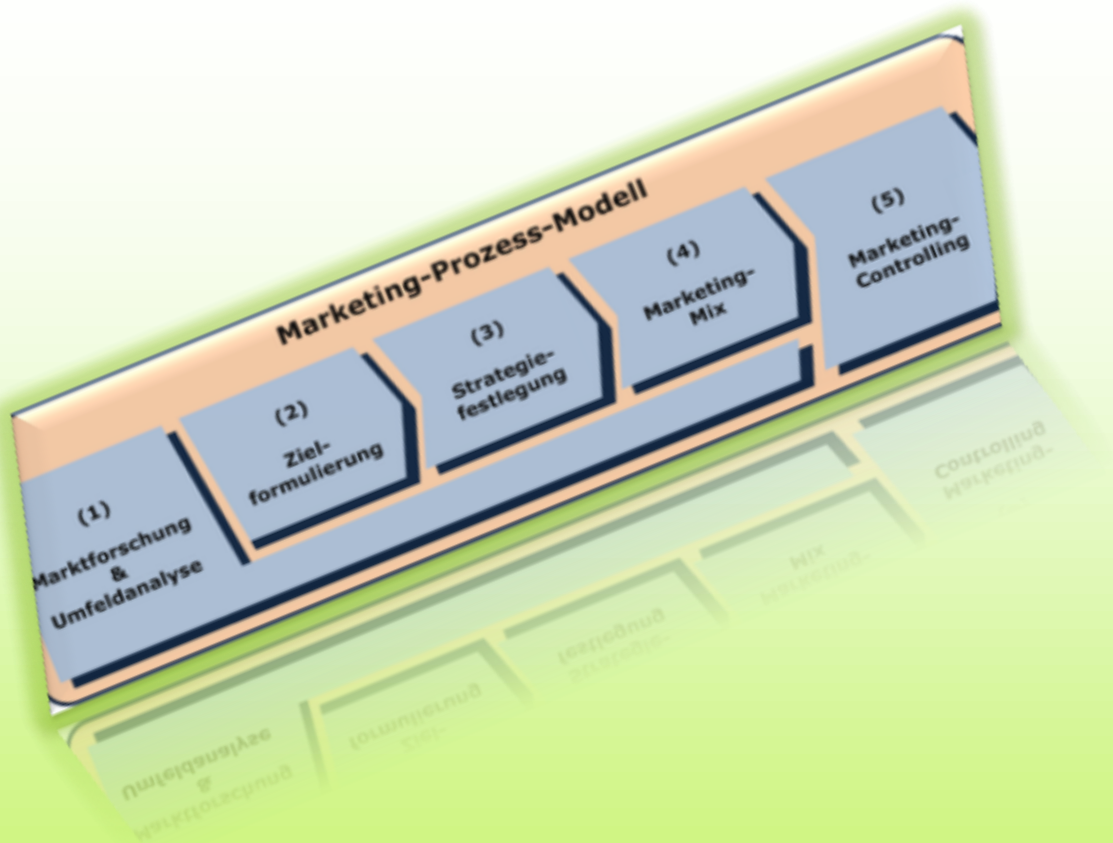 Marketing-Prozess-Modell
(1)
Marktforschung
&
Umfeldanalyse
(2)
Ziel-
formulierung
(3)
Strategie-
festlegung
(4)
Marketing-
Mix
(5)
Marketing-
Controlling